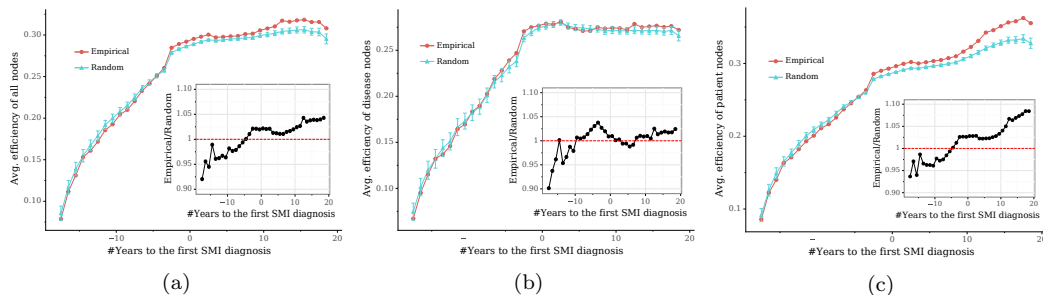 Avg. efficiency of all nodes
0.30
0.25
0.20
0.15
0.10
Empirical
Random
Empirical/Random
1.10
1.05
1
0.95
0.90
−10 0 10 20
#Years to the first SMI diagnosis
−10 0 10 20
#Years to the first SMI diagnosis
(a)
Avg. efficiency of disease nodes
0.30
0.25
0.20
0.15
0.10
Empirical
Random
Empirical/Random
1.10
1.05
1
0.95
0.90
−10 0 10 20
#Years to the first SMI diagnosis
− 0 10 20
#Years to the first SMI diagnosis
(b)
Avg. efficiency of patient nodes
0.3
0.2
0.1
Empirical
Random
Empirical/Random
1.10
1.05
1
0.95
0.90
−10 0 10 20
#Years to the first SMI diagnosis
− 0 10 20
#Years to the first SMI diagnosis
(c)